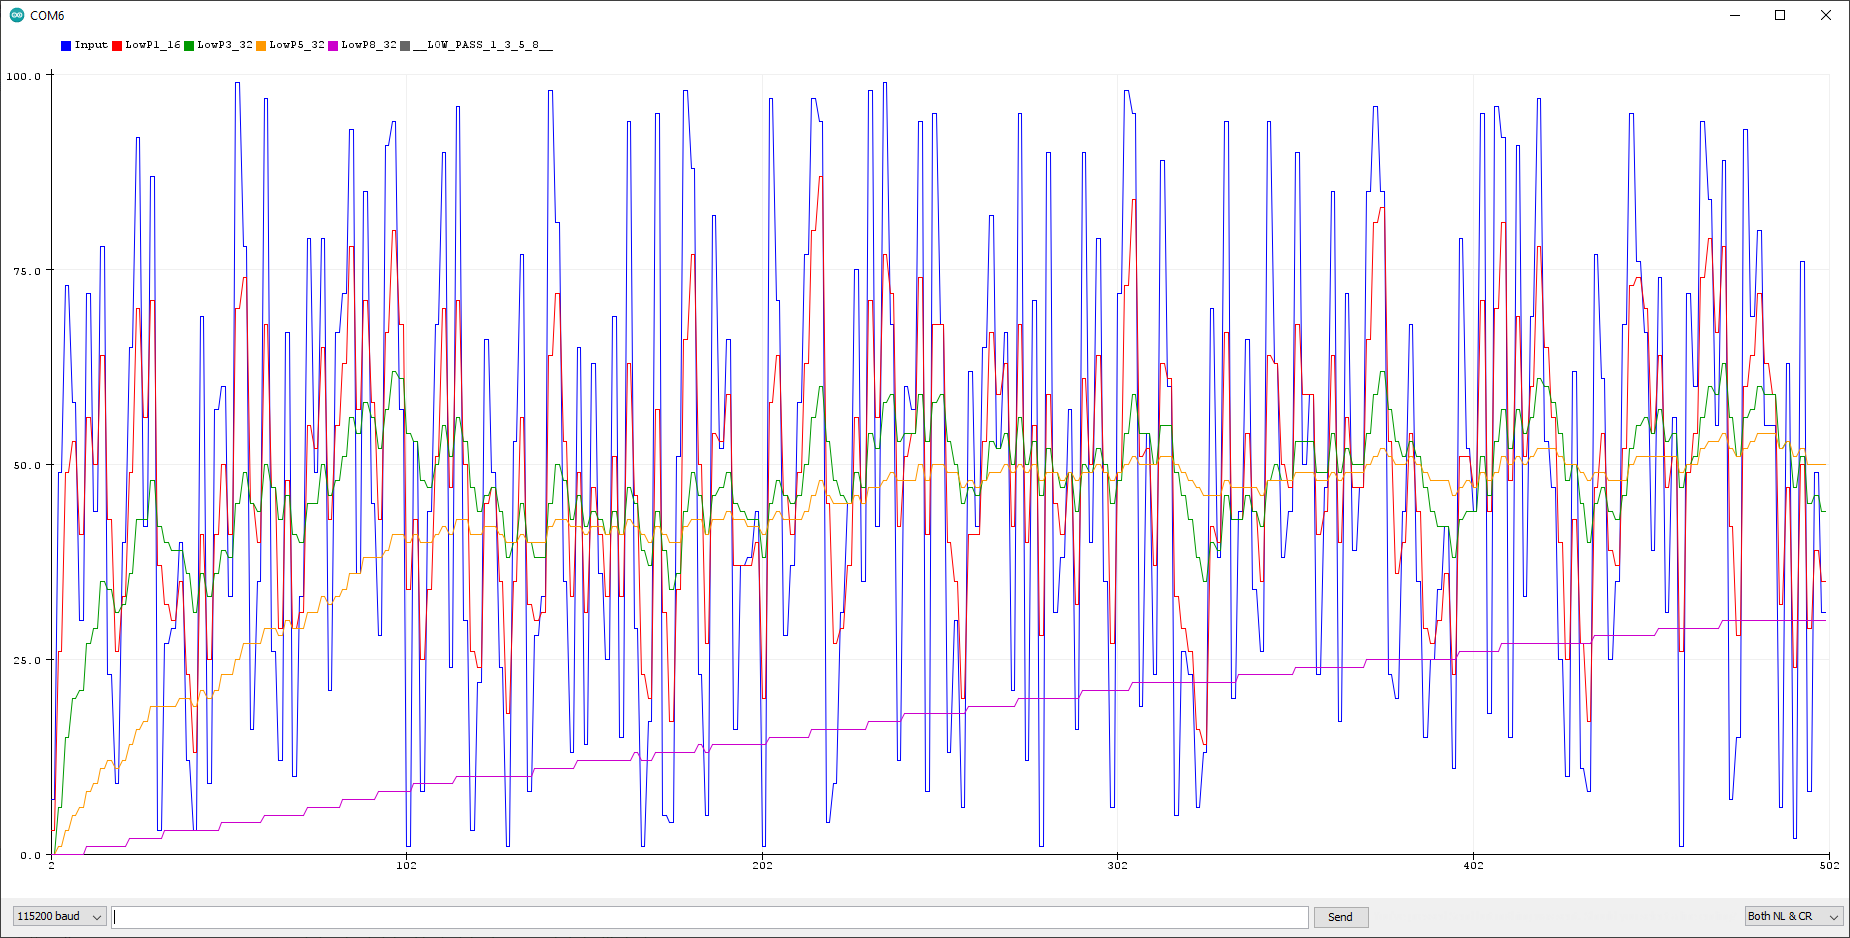 COM6
Input LowP1_16 LowP3_32 LowP5_32 LowP8_32 __LOW_PASS_1_3_5_8__
100.0
75.0
50.0
25.0
0.0
2 102 202 302 402 502
115200 baud Send Both NL & CR